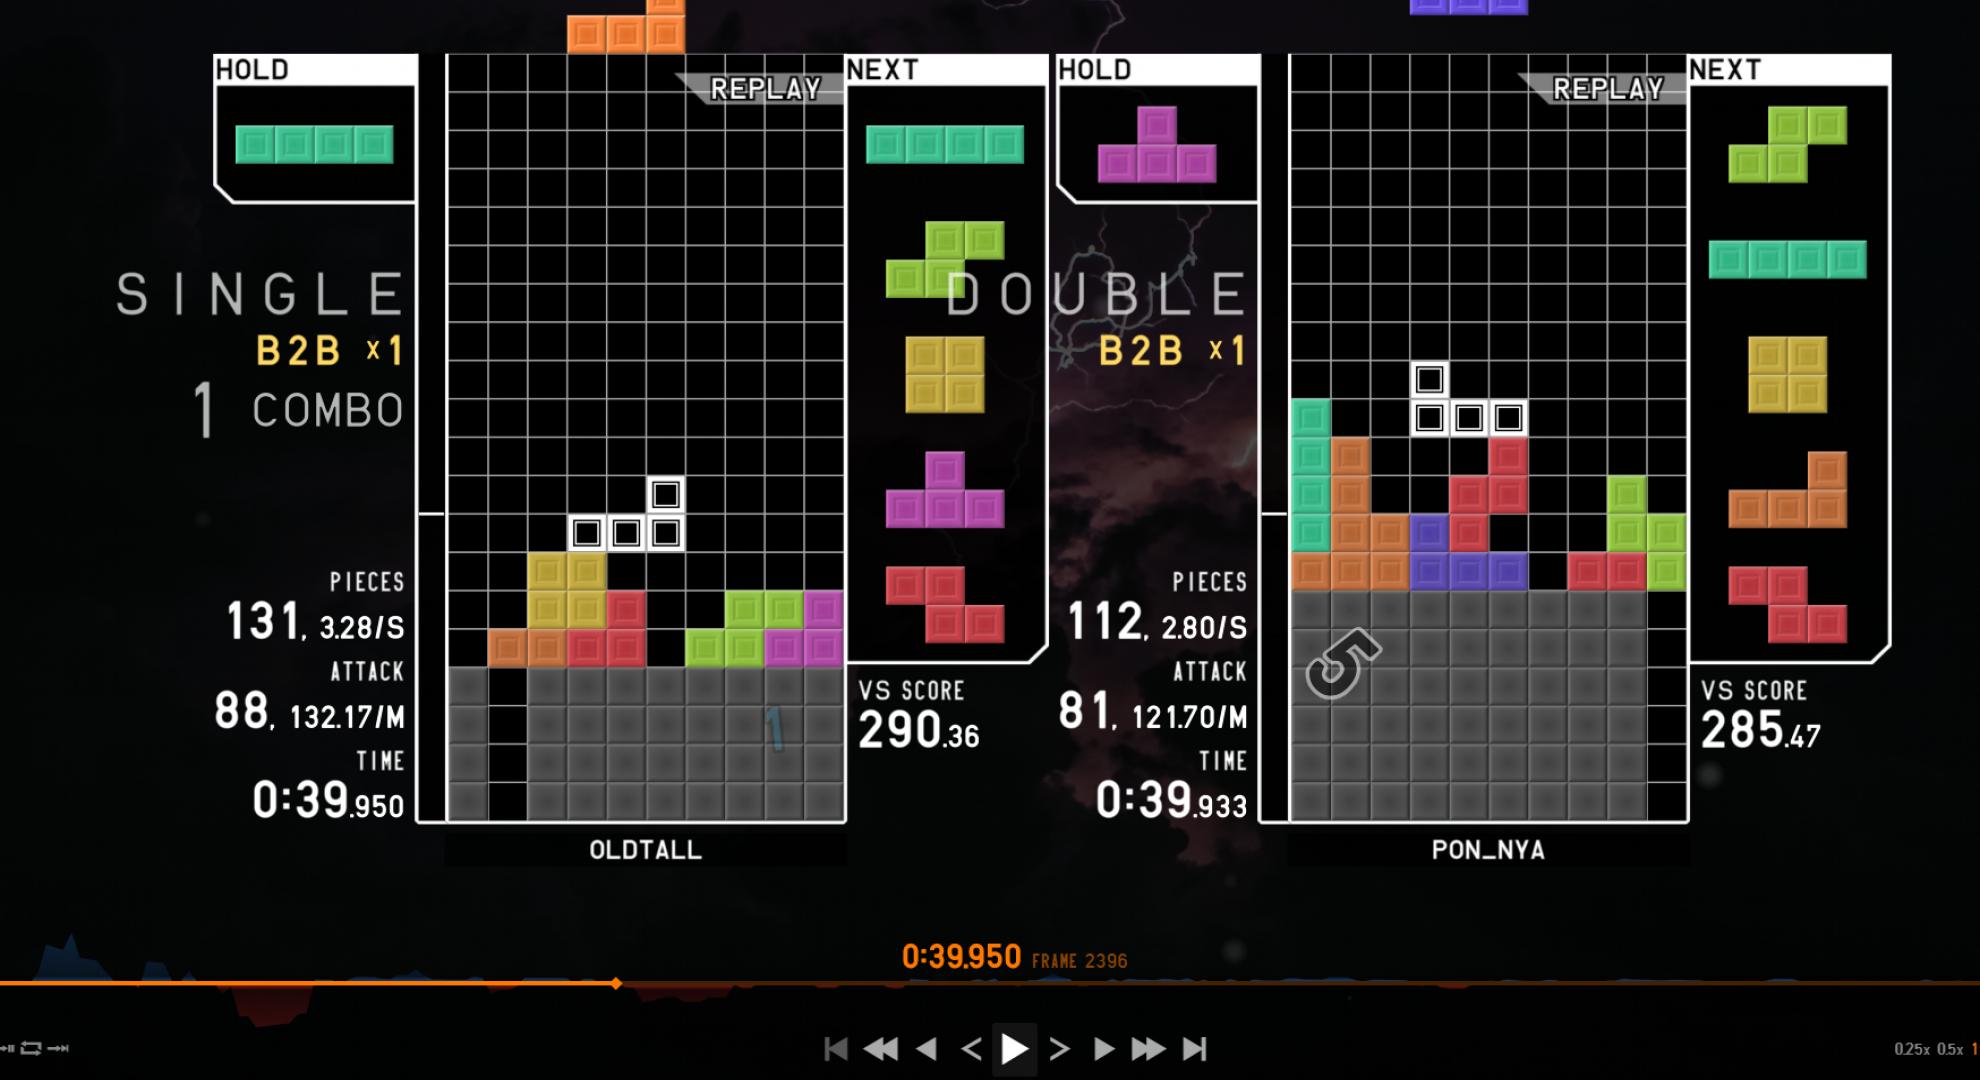 HOLD
REPLAY
NEXT
SINGLE
B2B x1
1 COMBO
PIECES
131, 3.28/S
ATTACK
88, 132.17/M
TIME
0:39.950
1
VS SCORE
290.36
OLDTALL
HOLD
REPLAY
NEXT
DOUBLE
B2B x1
PIECES
112, 2.80/S
ATTACK
81, 121.70/M
TIME
0:39.933
5
VS SCORE
285.47
PON_NYA
0:39.950 FRAME 2396
0.25x 0.5x 1